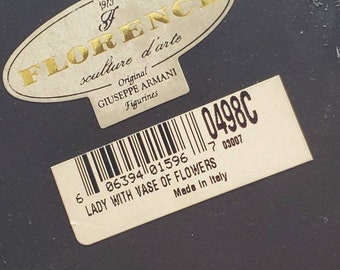 1973
FLORENCE
sculture d'arte
Original
GIUSEPPE ARMANI
Figurines
0498C
6 06394 01596 7
03007
LADY WITH VASE OF FLOWERS
Made in Italy